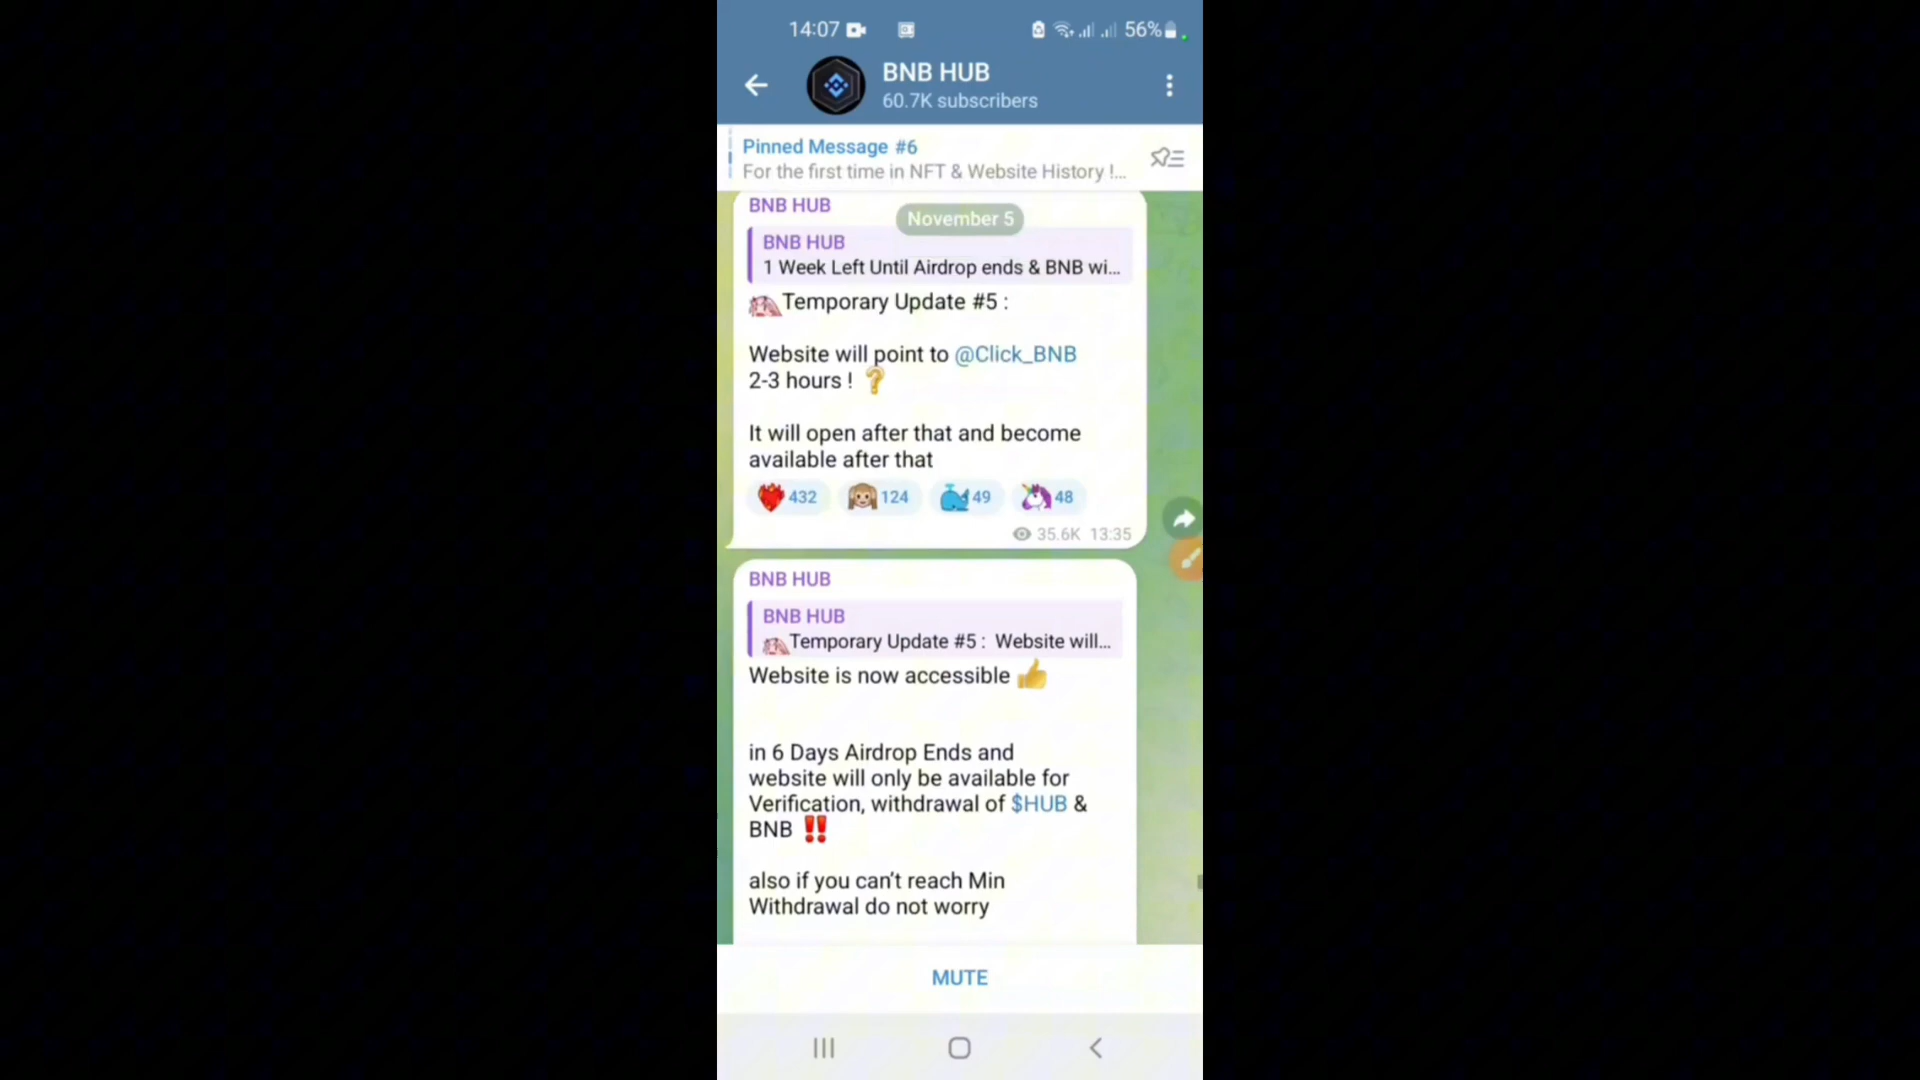 14:07
56%
BNB HUB
60.7K subscribers
Pinned Message #6
For the first time in NFT & Website History !...
BNB HUB
November 5
BNB HUB
1 Week Left Until Airdrop ends & BNB wi...
Temporary Update #5 :
Website will point to @Click_BNB
2-3 hours !
It will open after that and become
available after that
432 124 49 48
35.6K 13:35
BNB HUB
BNB HUB
Temporary Update #5 : Website will...
Website is now accessible
in 6 Days Airdrop Ends and
website will only be available for
Verification, withdrawal of $HUB &
BNB
also if you can't reach Min
Withdrawal do not worry
MUTE